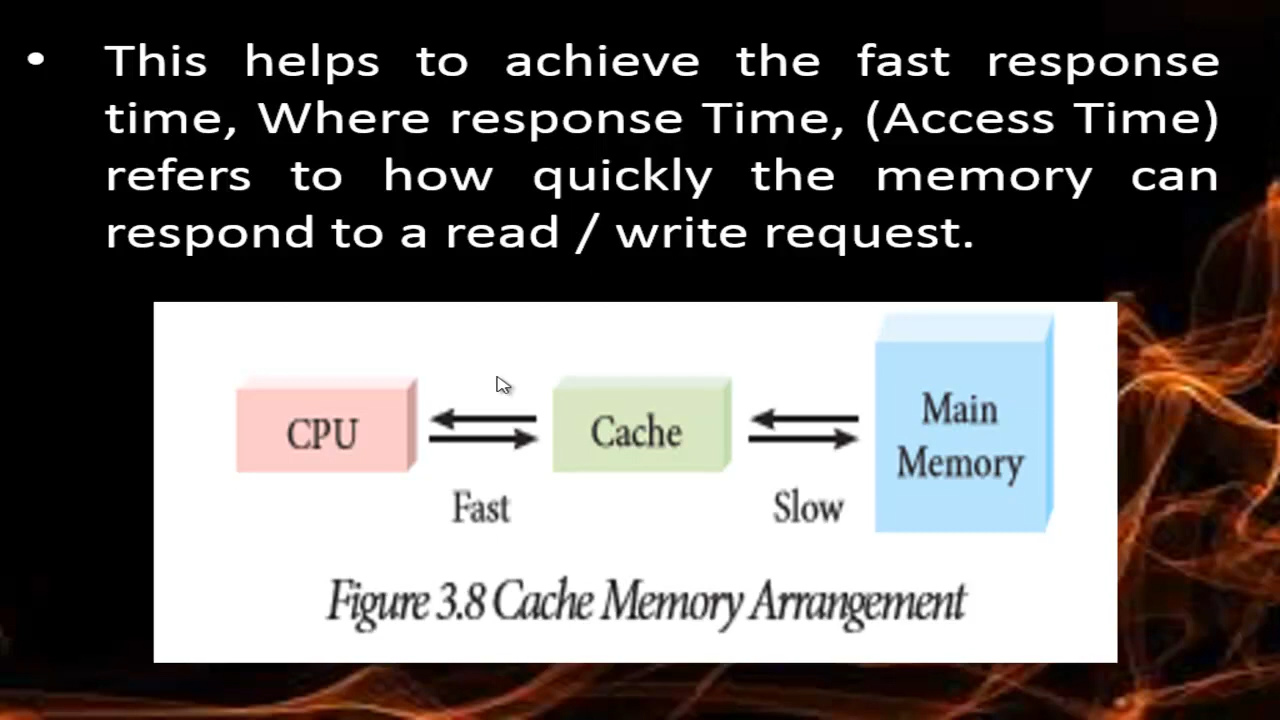 • This helps to achieve the fast response
time, Where response Time, (Access Time)
refers to how quickly the memory can
respond to a read / write request.
CPU
Fast
Cache
Slow
Main
Memory
Figure 3.8 Cache Memory Arrangement